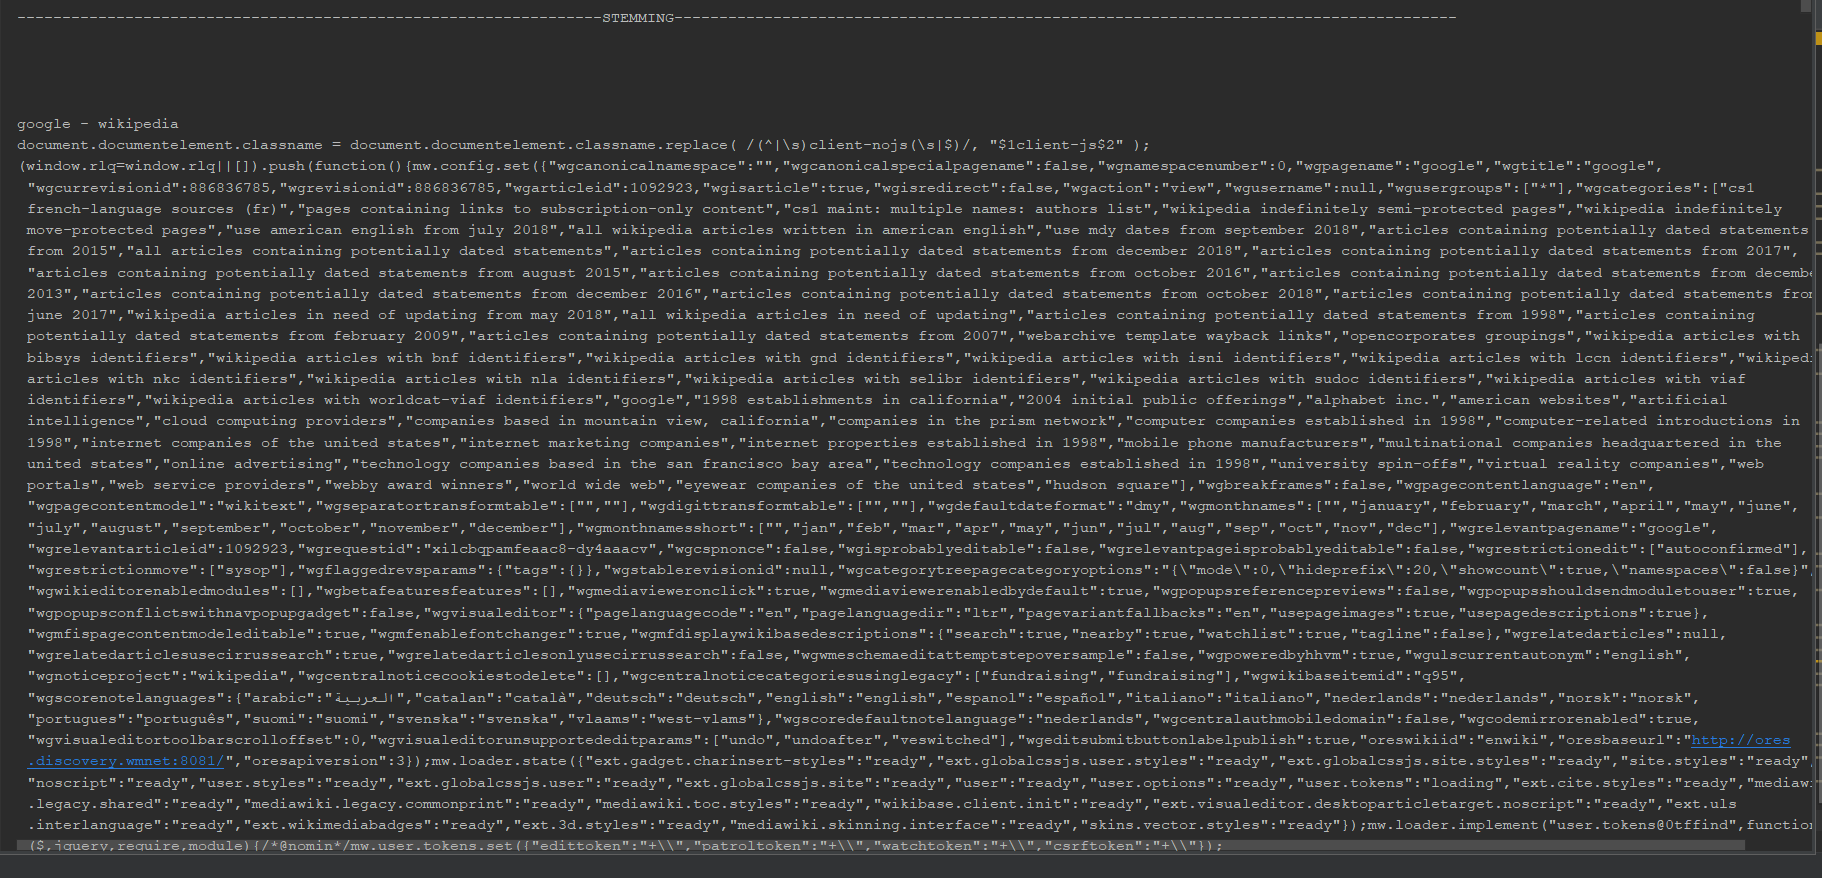 -----------------------------------------------------------------STEMMING---------------------------------------------------------------------------------------
google - wikipedia
document.documentelement.classname = document.documentelement.classname.replace( /(^|\s)client-nojs(\s|$)/, "$1client-js$2" );
(window.rlq=window.rlq||[]).push(function(){mw.config.set({"wgcanonicalnamespace":"","wgcanonicalspecialpagename":false,"wgnamespacenumber":0,"wgpagename":"google","wgtitle":"google",
"wgcurrevisionid":886836785,"wgrevisionid":886836785,"wgarticleid":1092923,"wgisarticle":true,"wgisredirect":false,"wgaction":"view","wgusername":null,"wgusergroups":["*"],"wgcategories":["cs1
french-language sources (fr)","pages containing links to subscription-only content","cs1 maint: multiple names: authors list","wikipedia indefinitely semi-protected pages","wikipedia indefinitely
move-protected pages","use american english from july 2018","all wikipedia articles written in american english","use mdy dates from september 2018","articles containing potentially dated statements
from 2015","all articles containing potentially dated statements","articles containing potentially dated statements from december 2018","articles containing potentially dated statements from 2017",
"articles containing potentially dated statements from august 2015","articles containing potentially dated statements from october 2016","articles containing potentially dated statements from decembe
2013","articles containing potentially dated statements from december 2016","articles containing potentially dated statements from october 2018","articles containing potentially dated statements from
june 2017","wikipedia articles in need of updating from may 2018","all wikipedia articles in need of updating","articles containing potentially dated statements from 1998","articles containing
potentially dated statements from february 2009","articles containing potentially dated statements from 2007","webarchive template wayback links","opencorporates groupings","wikipedia articles with
bibsys identifiers","wikipedia articles with bnf identifiers","wikipedia articles with gnd identifiers","wikipedia articles with isni identifiers","wikipedia articles with lccn identifiers","wikiped
articles with nkc identifiers","wikipedia articles with nla identifiers","wikipedia articles with selibr identifiers","wikipedia articles with sudoc identifiers","wikipedia articles with viaf
identifiers","wikipedia articles with worldcat-viaf identifiers","google","1998 establishments in california","2004 initial public offerings","alphabet inc.","american websites","artificial
intelligence","cloud computing providers","companies based in mountain view, california","companies in the prism network","computer companies established in 1998","computer-related introductions in
1998","internet companies of the united states","internet marketing companies","internet properties established in 1998","mobile phone manufacturers","multinational companies headquartered in the
united states","online advertising","technology companies based in the san francisco bay area","technology companies established in 1998","university spin-offs","virtual reality companies","web
portals","web service providers","webby award winners","world wide web","eyewear companies of the united states","hudson square"],"wgbreakframes":false,"wgpagecontentlanguage":"en",
"wgpagecontentmodel":"wikitext","wgseparatortransformtable":["",""],"wgdigittransformtable":["",""],"wgdefaultdateformat":"dmy","wgmonthnames":["","january","february","march","april","may","june",
"july","august","september","october","november","december"],"wgmonthnamesshort":["","jan","feb","mar","apr","may","jun","jul","aug","sep","oct","nov","dec"],"wgrelevantpagename":"google",
"wgrelevantarticleid":1092923,"wgrequestid":"xilcbqpamfeaac8-dy4aaacv","wgcspnonce":false,"wgisprobablyeditable":false,"wgrelevantpageisprobablyeditable":false,"wgrestrictionedit":["autoconfirmed"],
"wgrestrictionmove":["sysop"],"wgflaggedrevsparams":{"tags":{}},"wgstablerevisionid":null,"wgcategorytreepagecategoryoptions":"{\"mode\":0,\"hideprefix\":20,\"showcount\":true,\"namespaces\":false}",
"wgwikieditorenabledmodules":[],"wgbetafeaturesfeatures":[],"wgmediavieweronclick":true,"wgmediaviewerenabledbydefault":true,"wgpopupsreferencepreviews":false,"wgpopupsshouldsendmoduletouser":true,
"wgpopupsconflictswithnavpopupgadget":false,"wgvisualeditor":{"pagelanguagecode":"en","pagelanguagedir":"ltr","pagevariantfallbacks":"en","usepageimages":true,"usepagedescriptions":true},
"wgmfispagecontentmodeleditable":true,"wgmfenablefontchanger":true,"wgmfdisplaywikibasedescriptions":{"search":true,"nearby":true,"watchlist":true,"tagline":false},"wgrelatedarticles":null,
"wgrelatedarticlesusecirrussearch":true,"wgrelatedarticlesonlyusecirrussearch":false,"wgwmeschemaeditattemptstepoversample":false,"wgpoweredbyhhvm":true,"wgulscurrentautonym":"english",
"wgnoticeproject":"wikipedia","wgcentralnoticecookiestodelete":[],"wgcentralnoticecategoriesusinglegacy":["fundraising","fundraising"],"wgwikibaseitemid":"q95",
"wgscorenotelanguages":{"arabic":"العربية","catalan":"català","deutsch":"deutsch","english":"english","espanol":"español","italiano":"italiano","nederlands":"nederlands","norsk":"norsk",
"portugues":"português","suomi":"suomi","svenska":"svenska","vlaams":"west-vlams"},"wgscoredefaultnotelanguage":"nederlands","wgcentralauthmobiledomain":false,"wgcodemirrorenabled":true,
"wgvisualeditortoolbarscrolloffset":0,"wgvisualeditorunsupportededitparams":["undo","undoafter","veswitched"],"wgeditsubmitbuttonlabelpublish":true,"oreswikiid":"enwiki","oresbaseurl":"http://ores
.discovery.wmnet:8081/","oresapiversion":3});mw.loader.state({"ext.gadget.charinsert-styles":"ready","ext.globalcssjs.user.styles":"ready","ext.globalcssjs.site.styles":"ready","site.styles":"ready",
"noscript":"ready","user.styles":"ready","ext.globalcssjs.user":"ready","ext.globalcssjs.site":"ready","user":"ready","user.options":"ready","user.tokens":"loading","ext.cite.styles":"ready","mediawi
.legacy.shared":"ready","mediawiki.legacy.commonprint":"ready","mediawiki.toc.styles":"ready","wikibase.client.init":"ready","ext.visualeditor.desktoparticletarget.noscript":"ready","ext.uls
.interlanguage":"ready","ext.wikimediabadges":"ready","ext.3d.styles":"ready","mediawiki.skinning.interface":"ready","skins.vector.styles":"ready"});mw.loader.implement("user.tokens@0tffind",function
($,jquery,require,module){/*@nomin*/mw.user.tokens.set({"edittoken":"+\\","patroltoken":"+\\","watchtoken":"+\\","csrftoken":"+\\"});